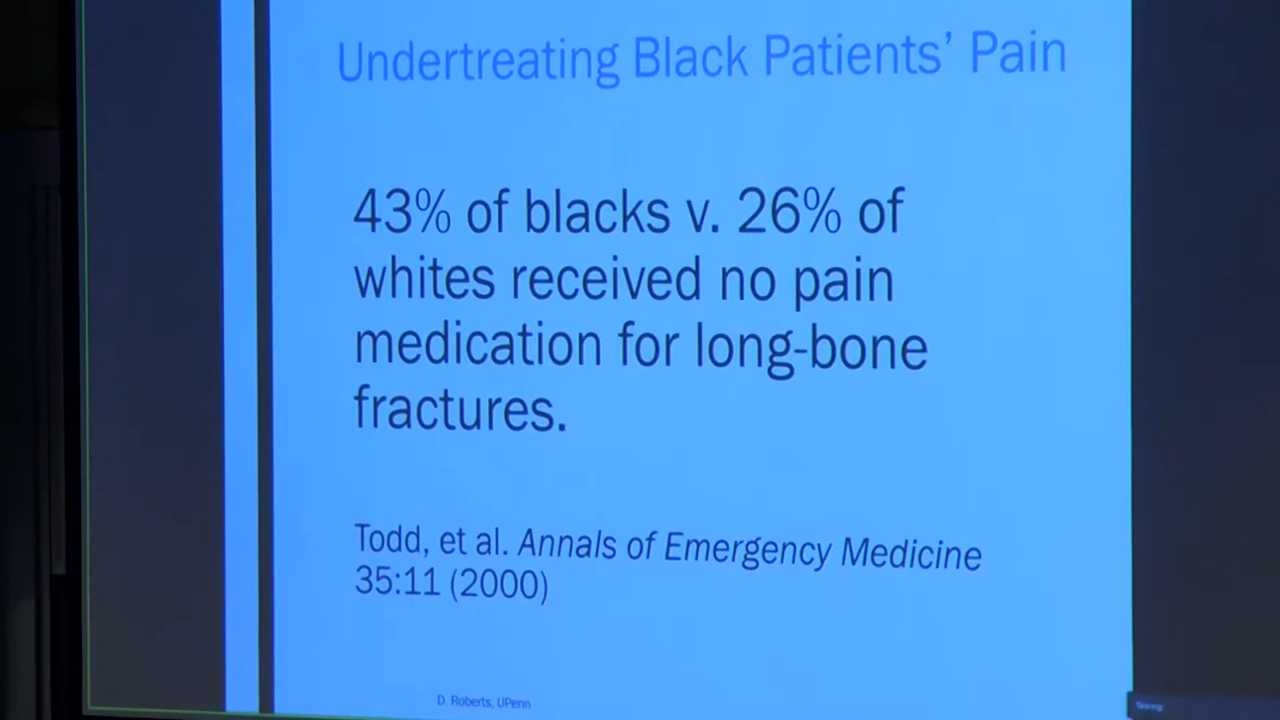 Undertreating Black Patients' Pain
43% of blacks v. 26% of
whites received no pain
medication for long-bone
fractures.
Todd, et al. Annals of Emergency Medicine
35:11 (2000)
D. Roberts, UPenn
Talking: